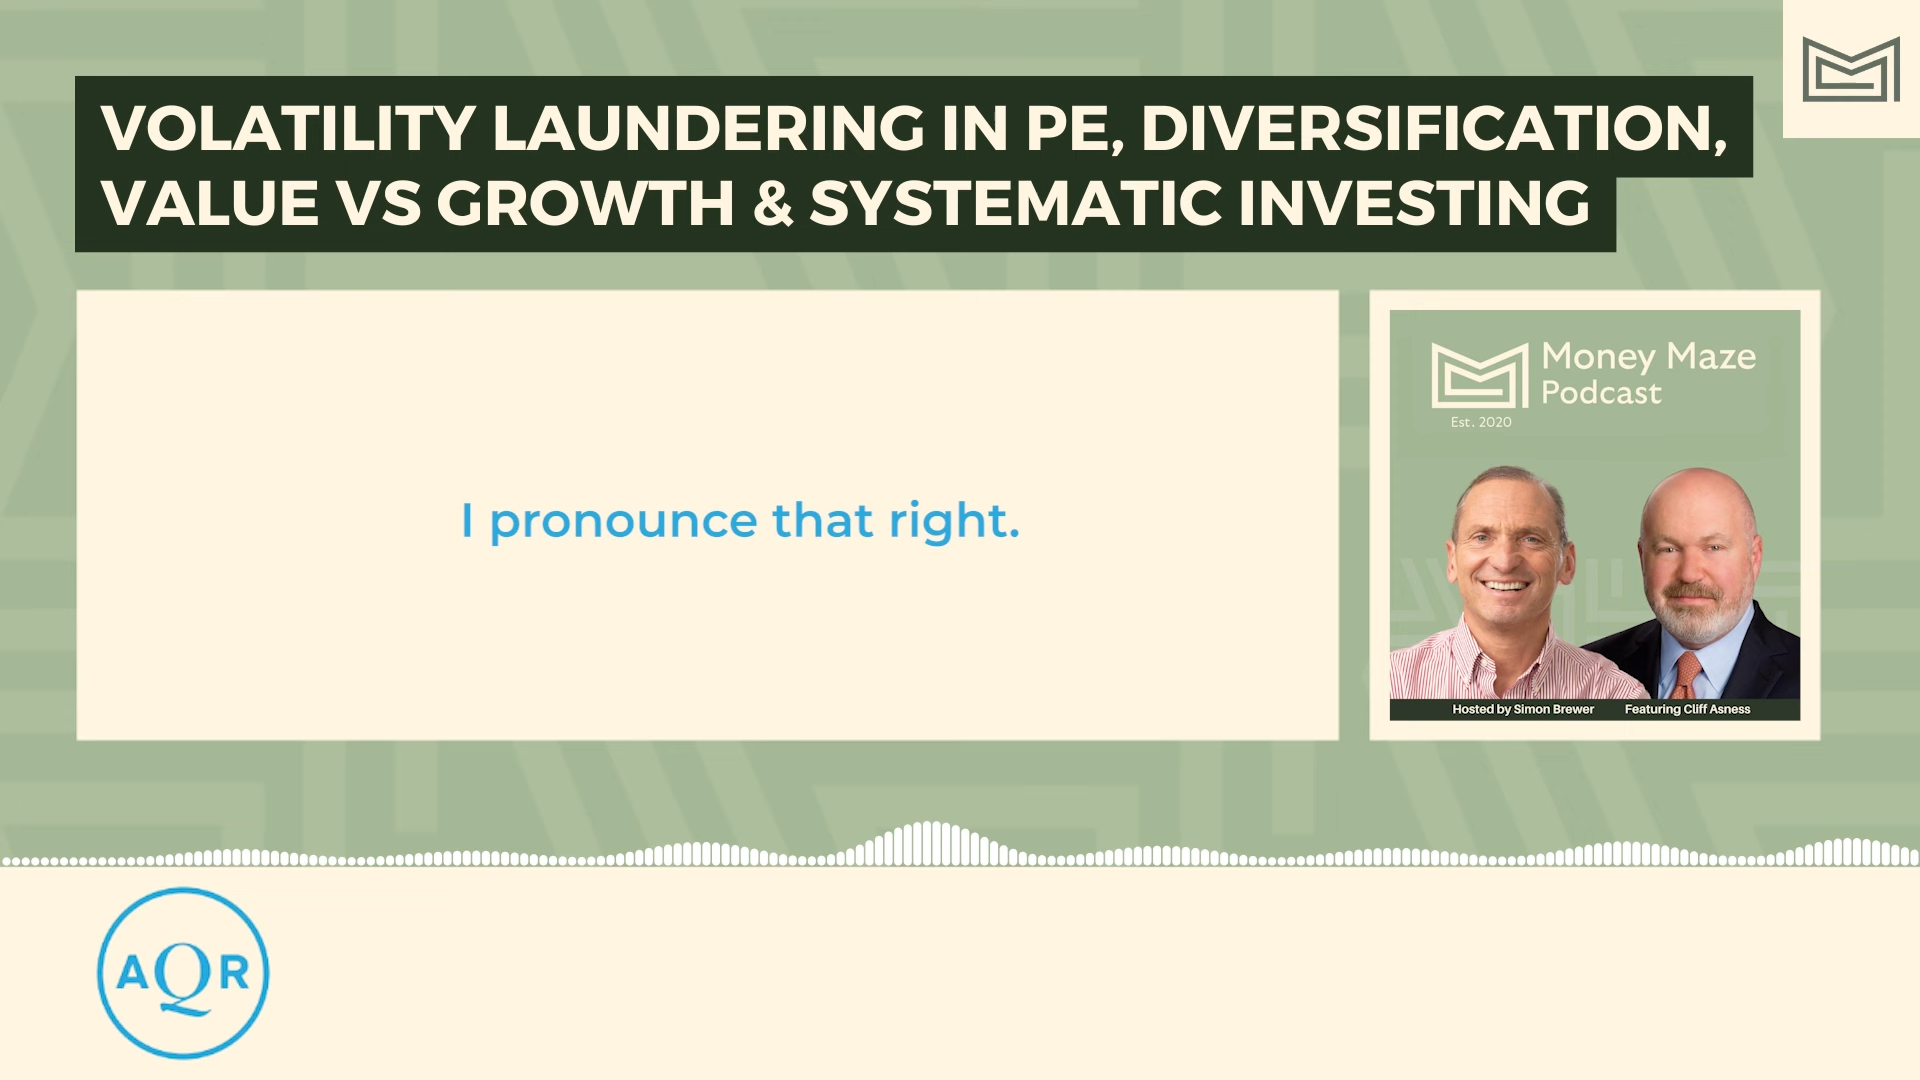 VOLATILITY LAUNDERING IN PE, DIVERSIFICATION,
VALUE VS GROWTH & SYSTEMATIC INVESTING
I pronounce that right.
Money Maze
Podcast
Est. 2020
Hosted by Simon Brewer
Featuring Cliff Asness
AQR